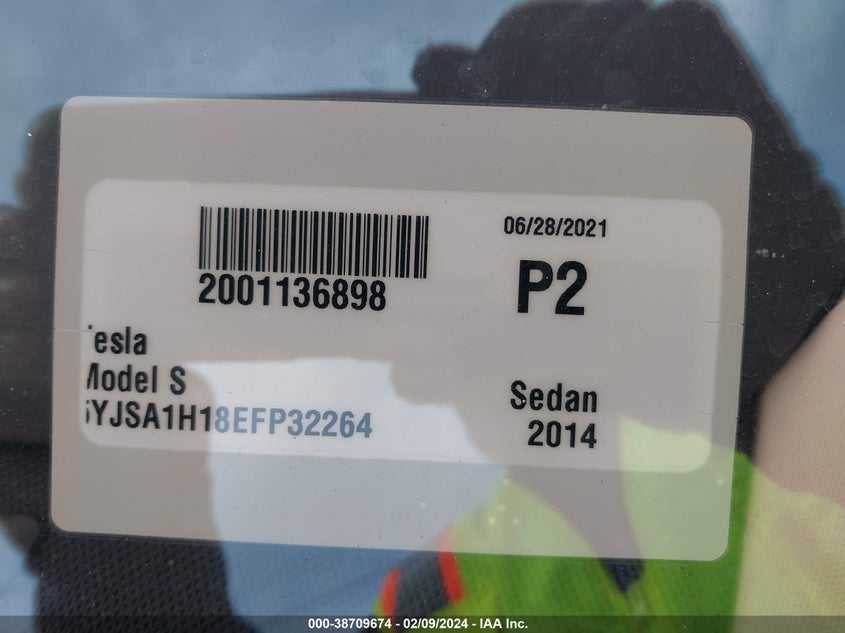 06/28/2021
2001136898
P2
Tesla
Model S
Sedan
5YJSA1H18EFP32264
2014
000-38709674 - 02/09/2024 - IAA Inc.